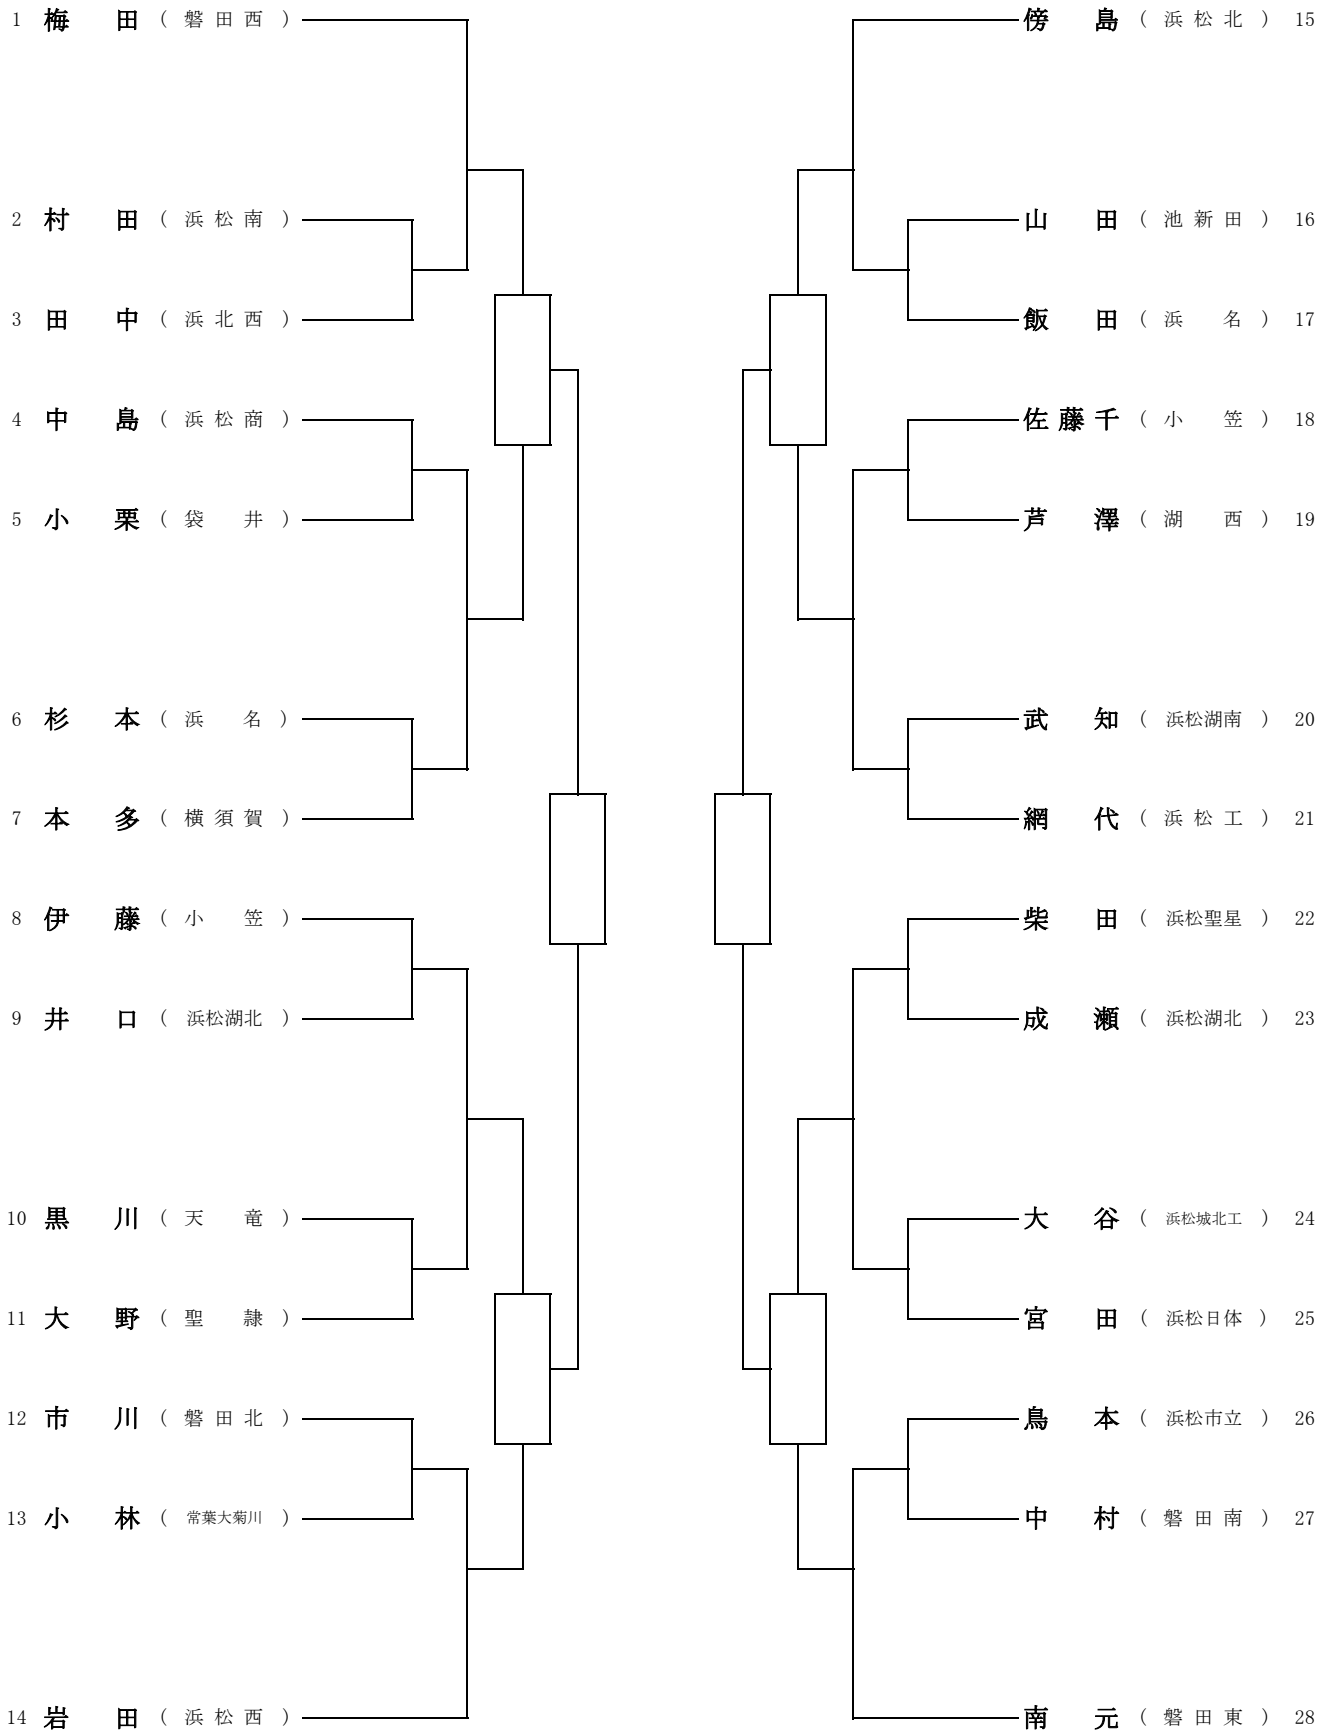 1 梅田 (磐田西)
2 村田 (浜松南)
3 田中 (浜北西)
4 中島 (浜松商)
5 小栗 (袋井)
6 杉本 (浜名)
7 本多 (横須賀)
8 伊藤 (小笠)
9 井口 (浜松湖北)
10 黒川 (天竜)
11 大野 (聖隷)
12 市川 (磐田北)
13 小林 (常葉大菊川)
14 岩田 (浜松西)
傍島 (浜松北) 15
山田 (池新田) 16
飯田 (浜名) 17
佐藤千 (小笠) 18
芦澤 (湖西) 19
武知 (浜松湖南) 20
網代 (浜松工) 21
柴田 (浜松聖星) 22
成瀬 (浜松湖北) 23
大谷 (浜松城北工) 24
宮田 (浜松日体) 25
鳥本 (浜松市立) 26
中村 (磐田南) 27
南元 (磐田東) 28